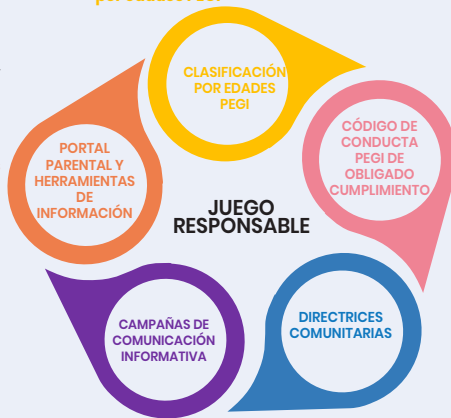 CLASIFICACIÓN
POR EDADES
PEGI
CÓDIGO DE
CONDUCTA
PEGI DE
OBLIGADO
CUMPLIMIENTO
PORTAL
PARENTAL Y
HERRAMIENTAS
DE
INFORMACIÓN
JUEGO
RESPONSABLE
DIRECTRICES
COMUNITARIAS
CAMPAÑAS DE
COMUNICACIÓN
INFORMATIVA